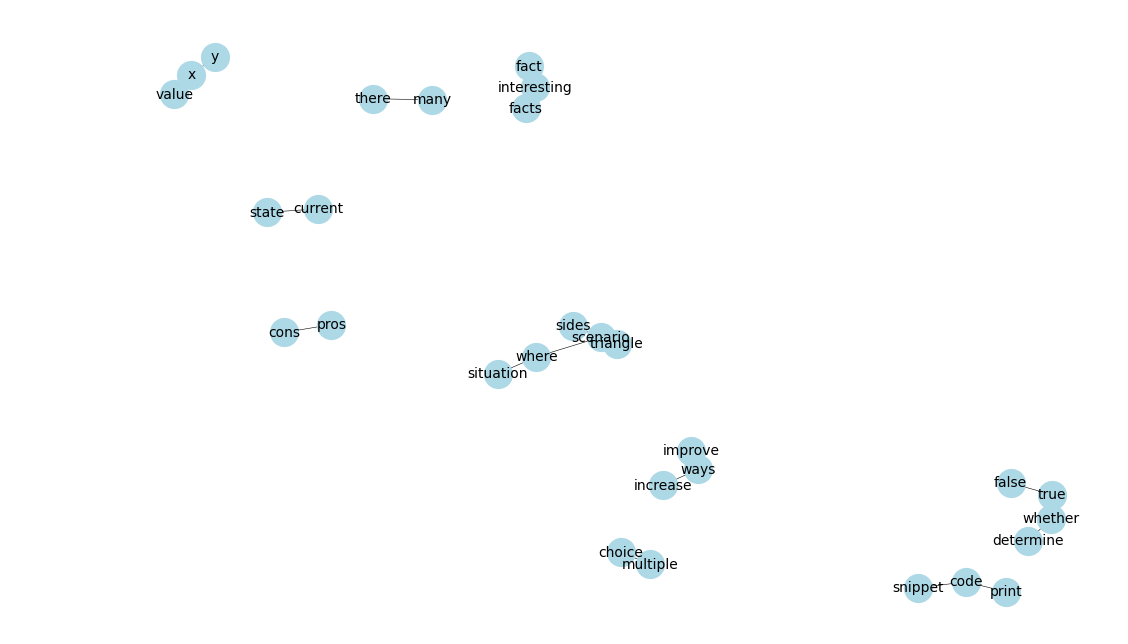 y
x
value
there
many
fact
interesting
facts
state
current
cons
pros
sides
scenario
triangle
where
situation
improve
ways
increase
false
true
whether
determine
choice
multiple
snippet
code
print